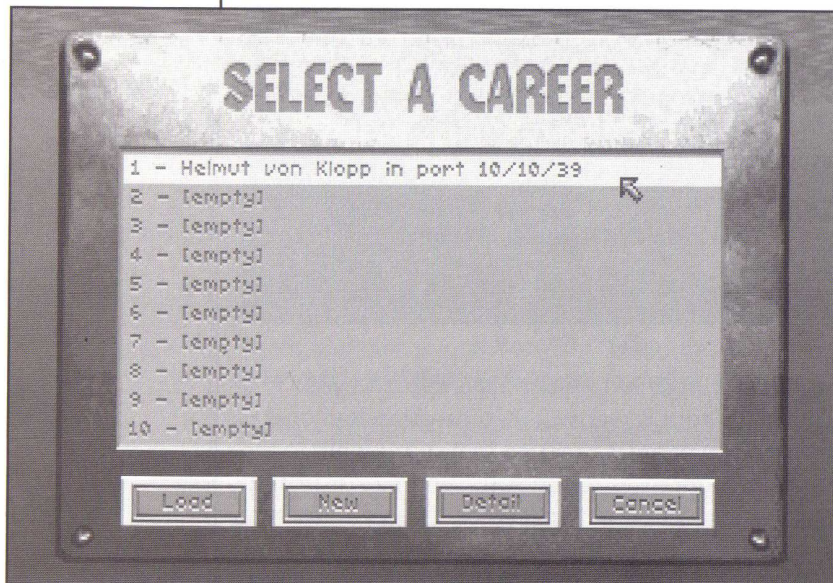 SELECT A CAREER
1 - Helmut von Klopp in port 10/10/39
2 - [empty]
3 - [empty]
4 - [empty]
5 - [empty]
6 - [empty]
7 - [empty]
8 - [empty]
9 - [empty]
10 - [empty]
Load New Detail Cancel